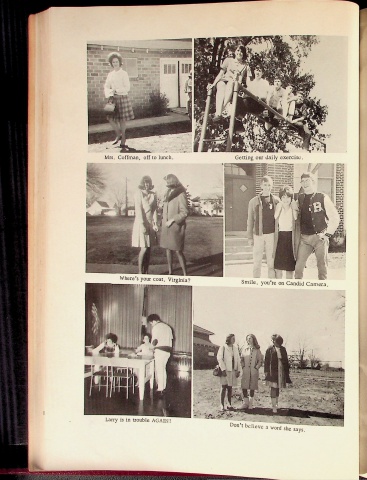 Mrs. Coffman, off to lunch.
Getting our daily exercise.
Where's your coat, Virginia?
Smile, you're on Candid Camera.
B
Larry is in trouble AGAIN!
Don't believe a word she says.